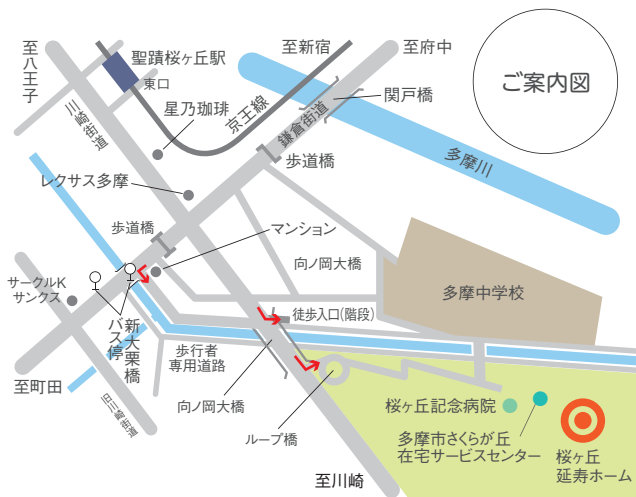 至八王子
聖蹟桜ヶ丘駅
東口
至新宿
至府中
ご案内図
川崎街道
星乃珈琲
京王線
鎌倉街道
関戸橋
歩道橋
多摩川
レクサス多摩
歩道橋
マンション
向ノ岡大橋
多摩中学校
サークルK
サンクス
新大栗橋
バス停
徒歩入口(階段)
歩行者
専用道路
至町田
旧川崎街道
向ノ岡大橋
ループ橋
桜ヶ丘記念病院
多摩市さくらが丘
在宅サービスセンター
桜ヶ丘
延寿ホーム
至川崎